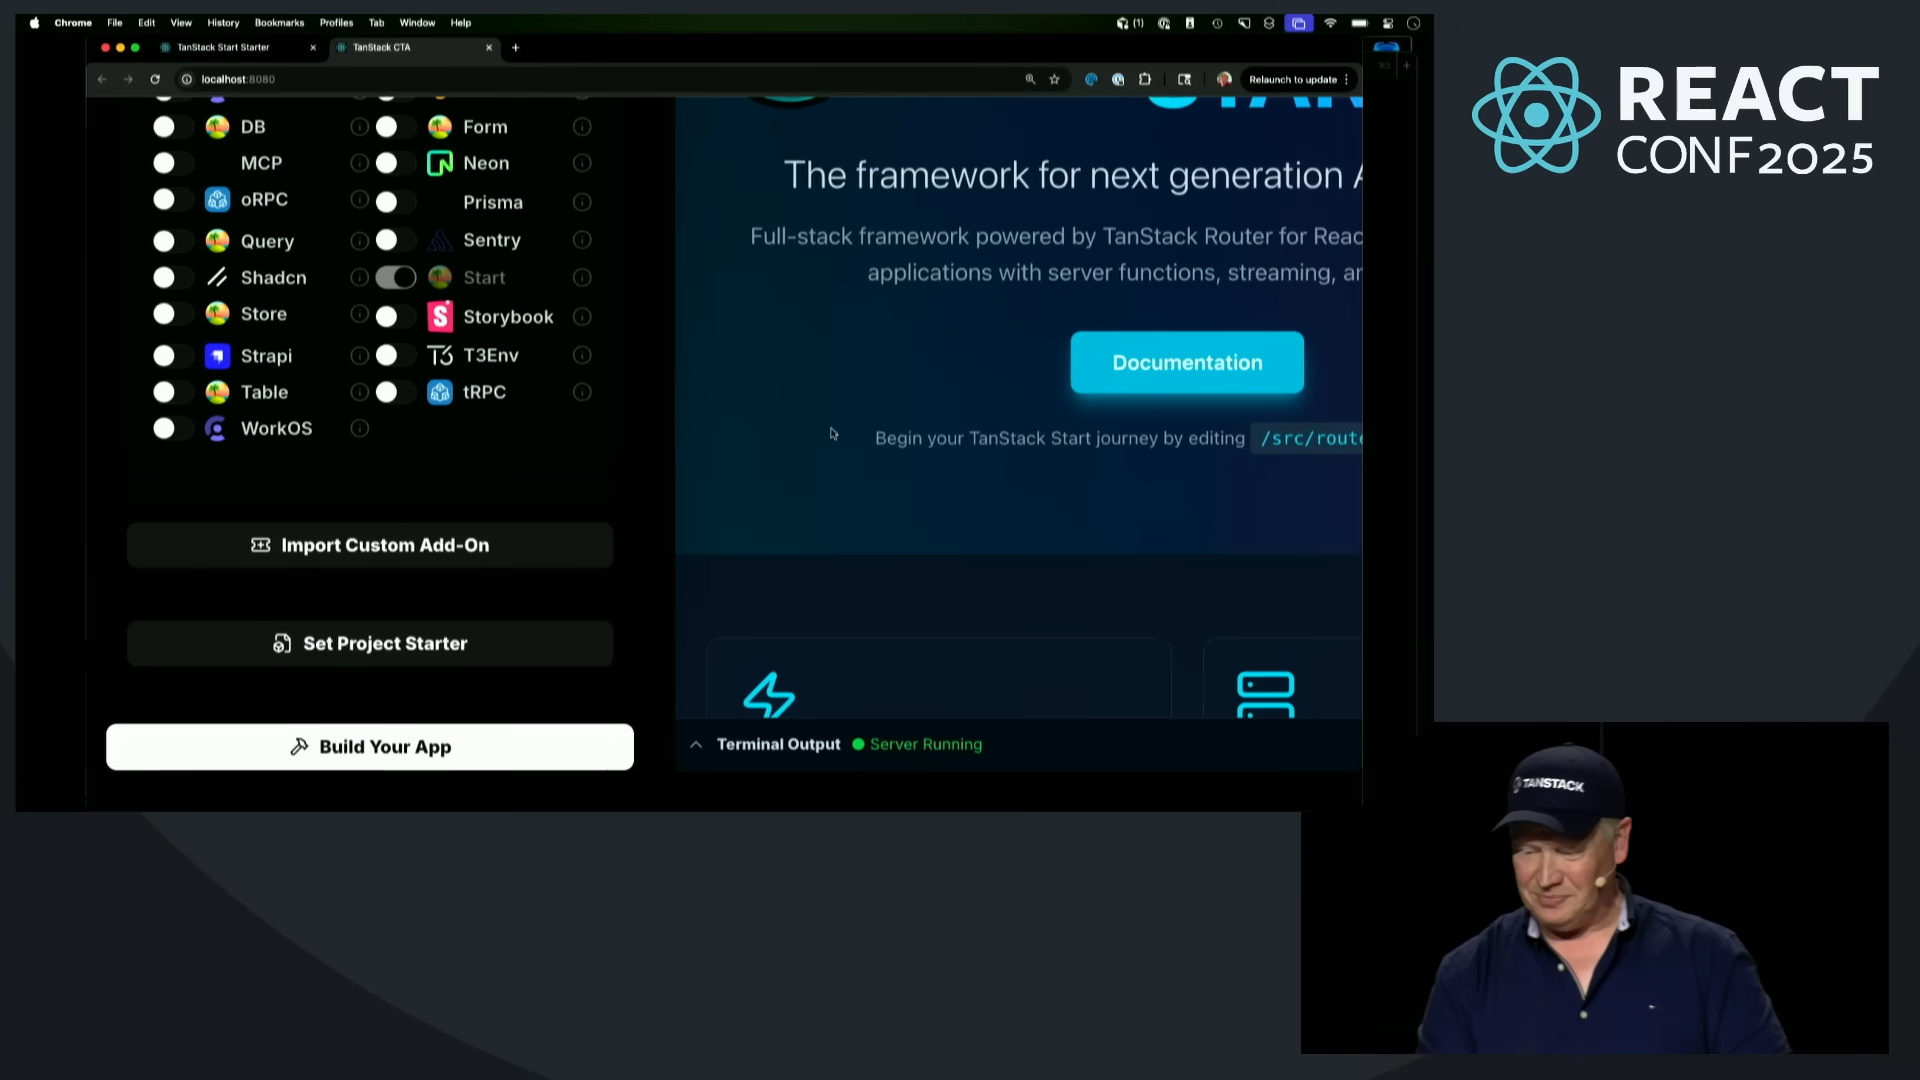 Chrome File Edit View History Bookmarks Profiles Tab Window Help
(1)
TanStack Start Starter
TanStack CTA
localhost:8080
Relaunch to update
REACT
CONF2025
DB
Form
MCP
Neon
oRPC
Prisma
Query
Sentry
Shadcn
Start
Store
Storybook
Strapi
T3Env
Table
tRPC
WorkOS
Import Custom Add-On
Set Project Starter
Build Your App
The framework for next generation
Full-stack framework powered by TanStack Router for Reac
applications with server functions, streaming, an
Documentation
Begin your TanStack Start journey by editing /src/route
Terminal Output
Server Running
TANSTACK